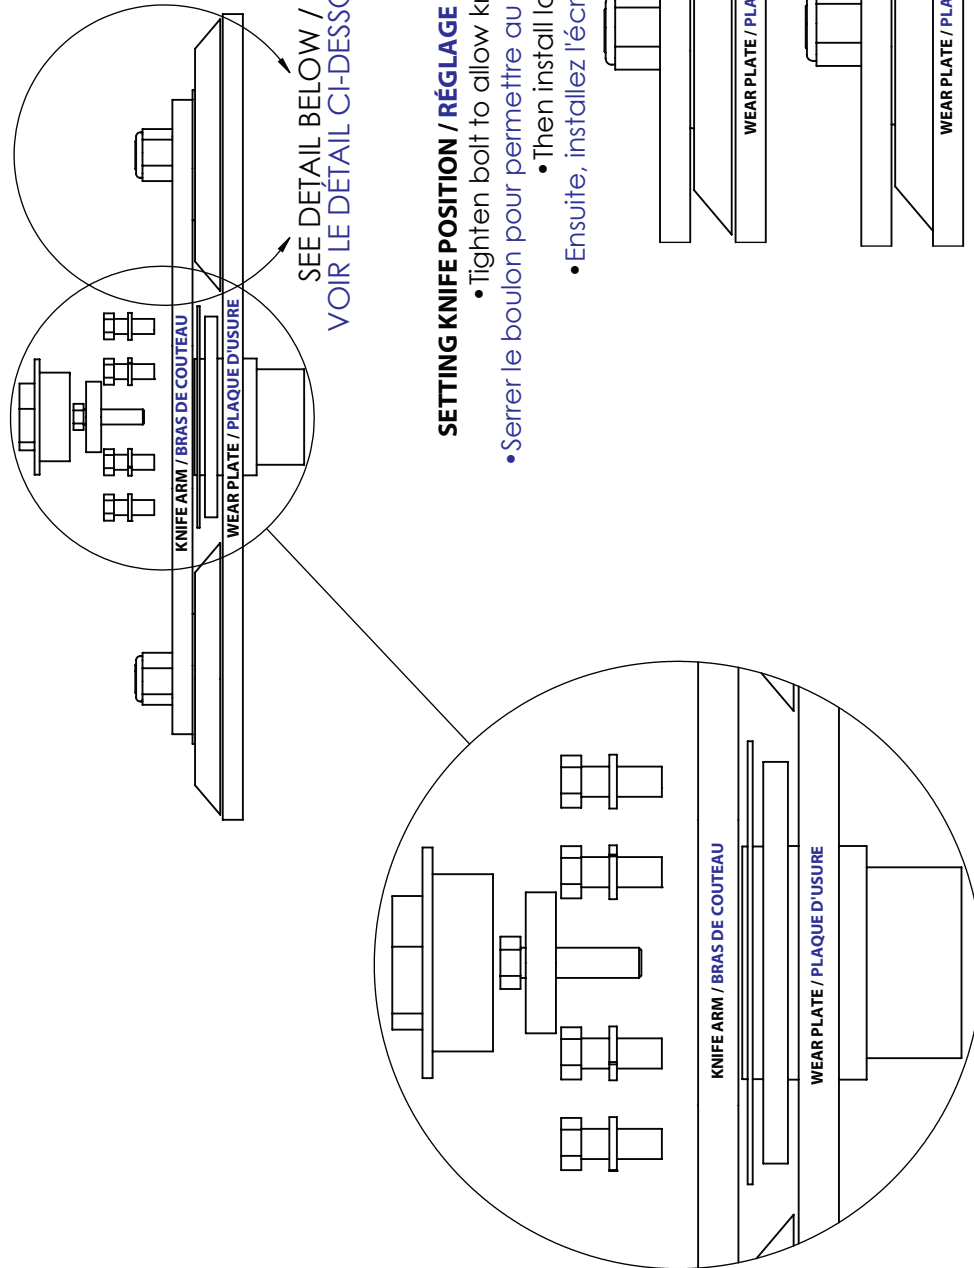 KNIFE ARM / BRAS DE COUTEAU
WEAR PLATE / PLAQUE D'USURE
SEE DETAIL BELOW /
VOIR LE DÉTAIL CI-DESSO
SETTING KNIFE POSITION / RÉGLAGE
• Tighten bolt to allow kn
• Serrer le boulon pour permettre au
• Then install lo
• Ensuite, installez l'écr
WEAR PLATE / PLA
WEAR PLATE / PLA
KNIFE ARM / BRAS DE COUTEAU
WEAR PLATE / PLAQUE D'USURE